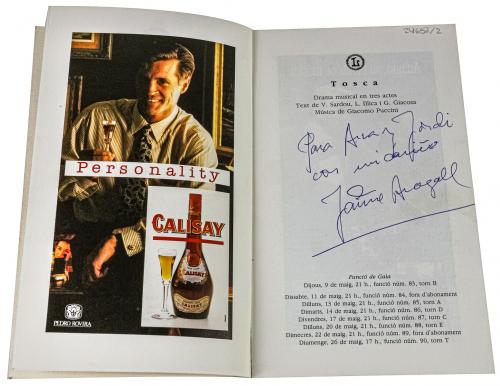 Personality
CALISAY
CALISAY
PEDRO ROVIRA
24652/2
Tosca
Drama musical en tres actes
Text de V. Sardou, L. Illica i G. Giacosa
Música de Giacomo Puccini
Para Ana y Jordi
con mi cariño
Jaime Aragall
Funció de Gala
Dijous, 9 de maig, 21 h., funció núm. 83, torn B
Dissabte, 11 de maig, 21 h., funció núm. 84, fora d'abonament
Dilluns, 13 de maig, 21 h., funció núm. 85, torn A
Dimarts, 14 de maig, 21 h., funció núm. 86, torn D
Divendres, 17 de maig, 21 h., funció núm. 87, torn C
Dilluns, 20 de maig, 21 h., funció núm. 88, torn E
Dimecres, 22 de maig, 21 h., funció núm. 89, fora d'abonament
Diumenge, 26 de maig, 17 h., funció núm. 90, torn T